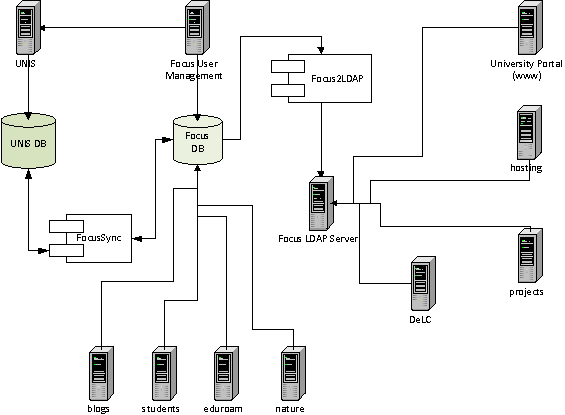 UNIS
Focus User
Management
University Portal
(www)
Focus2LDAP
UNIS DB
Focus
DB
hosting
FocusSync
Focus LDAP Server
projects
DeLC
blogs
students
eduroam
nature